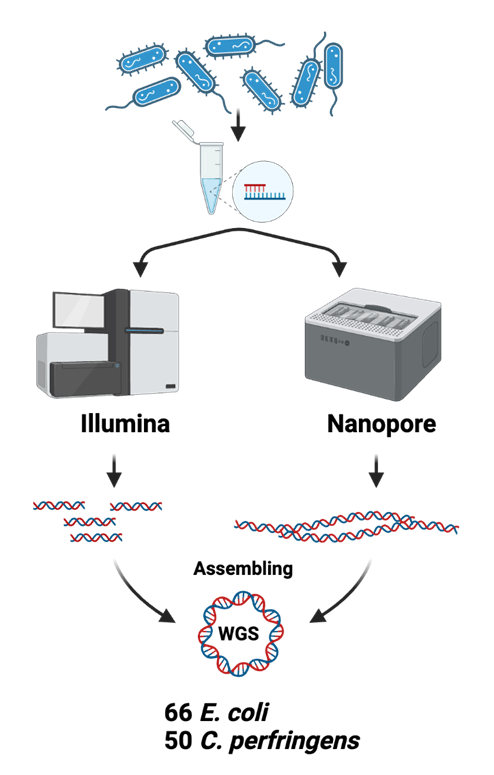 Illumina
Nanopore
Assembling
WGS
66 E. coli
50 C. perfringens